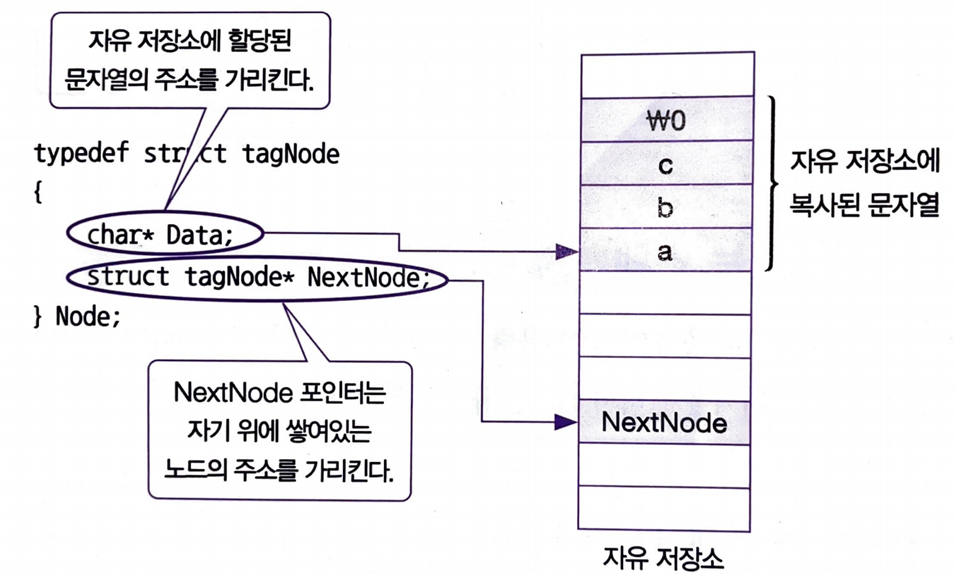 자유 저장소에 할당된
문자열의 주소를 가리킨다.
typedef struct tagNode
{
char* Data;
struct tagNode* NextNode;
} Node;
NextNode 포인터는
자기 위에 쌓여있는
노드의 주소를 가리킨다.
₩0
c
b
a
NextNode
자유 저장소에
복사된 문자열
자유 저장소